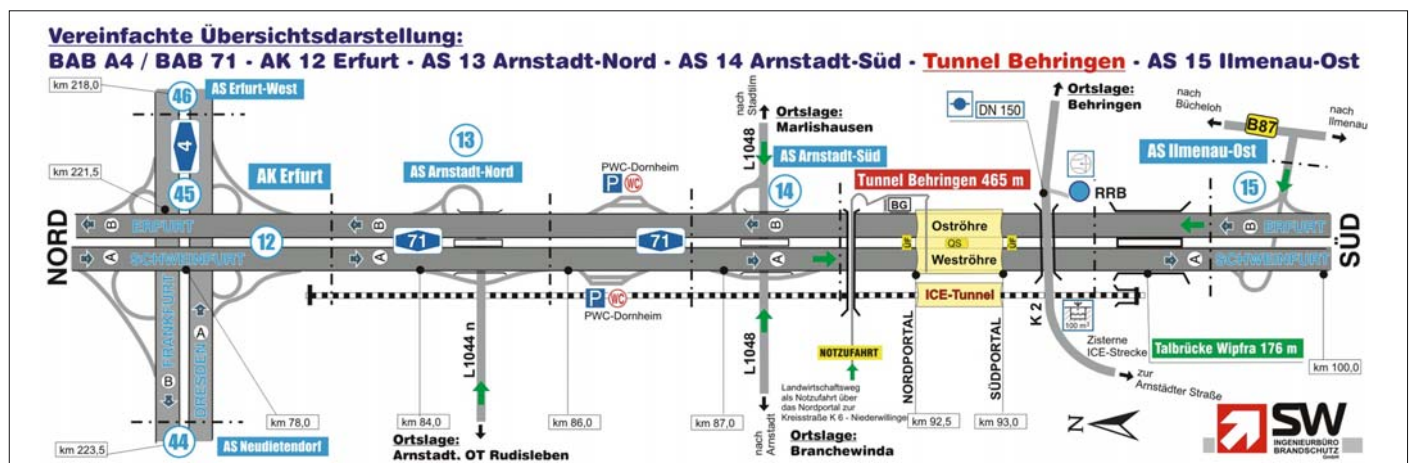 Vereinfachte Übersichtsdarstellung:
BAB A4 / BAB 71 - AK 12 Erfurt - AS 13 Arnstadt-Nord - AS 14 Arnstadt-Süd - Tunnel Behringen - AS 15 Ilmenau-Ost
km 218,0
46
AS Erfurt-West
4
km 221,5
45
AK Erfurt
13
AS Arnstadt-Nord
PWC-Dornheim
P WC
nach
Stadtilm
Ortslage:
Marlishausen
L1048
AS Arnstadt-Süd
14
Tunnel Behringen 465 m
BG
DN 150
Ortslage:
Behringen
RRB
nach
Bücheloh
B87
nach
Ilmenau
AS Ilmenau-Ost
15
NORD
B ERFURT
A SCHWEINFURT
12
B
A
71
71
B
A
Oströhre
ÜF QS ÜF
Weströhre
ICE-Tunnel
B ERFURT
A SCHWEINFURT
SÜD
FRANKFURT
B
DRESDEN
A
P WC
PWC-Dornheim
L1044 n
L1048
NOTZUFAHRT
Landwirtschaftsweg
als Notzufahrt über
das Nordportal zur
Kreisstraße K 6 - Niederwillingen
NORDPORTAL
SÜDPORTAL
K 2
100 m³
Zisterne
ICE-Strecke
zur
Arnstädter Straße
Talbrücke Wipfra 176 m
km 100,0
km 223,5
44
AS Neudietendorf
km 78,0
km 84,0
km 86,0
km 87,0
km 92,5
km 93,0
Ortslage:
Arnstadt. OT Rudisleben
nach
Arnstadt
Ortslage:
Branchewinda
N
SW
INGENIEURBÜRO
BRANDSCHUTZ
GmbH